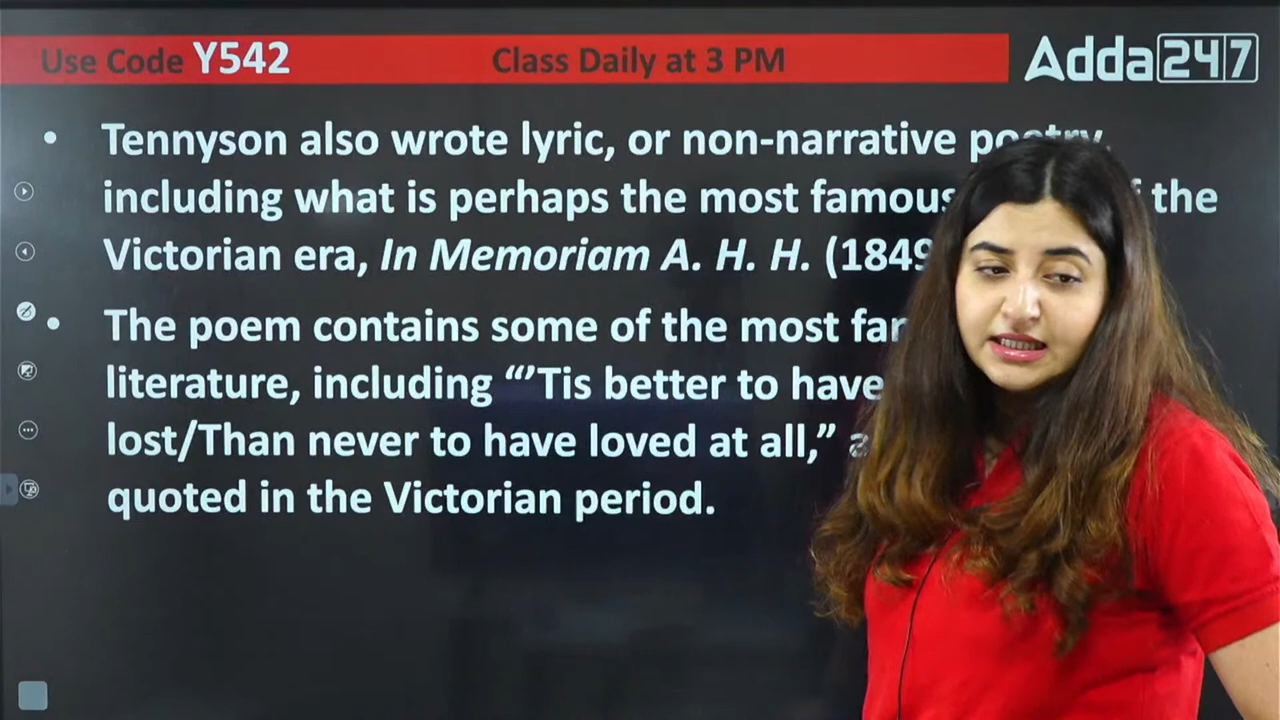 Use Code Y542 Class Daily at 3 PM Adda247
• Tennyson also wrote lyric, or non-narrative poetry,
including what is perhaps the most famous the
Victorian era, In Memoriam A. H. H. (1849
• The poem contains some of the most
literature, including “’Tis better to have
lost/Than never to have loved at all,”
quoted in the Victorian period.